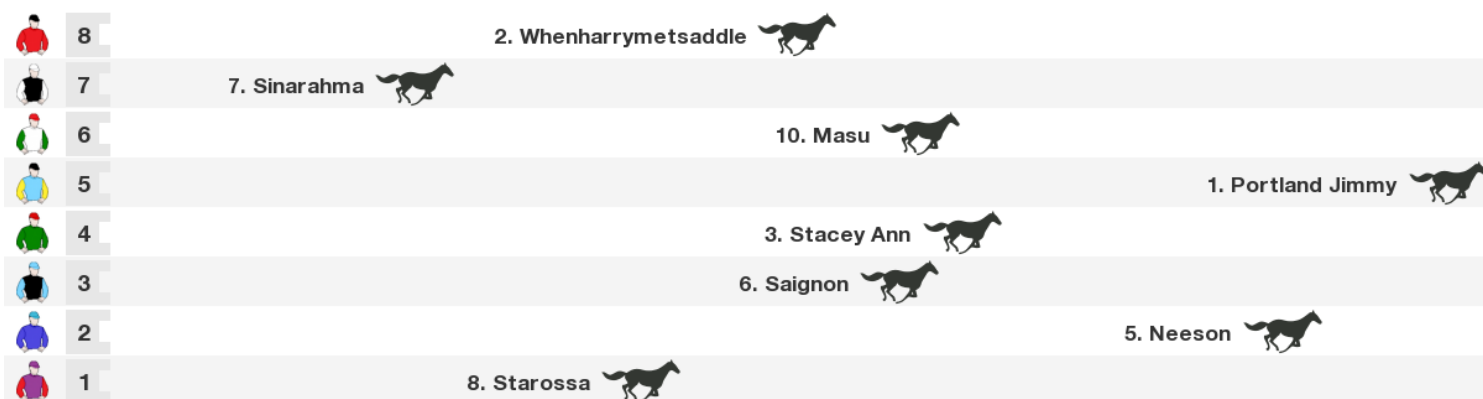 8 2. Whenharrymetsaddle
7 7. Sinarahma
6 10. Masu
5 1. Portland Jimmy
4 3. Stacey Ann
3 6. Saignon
2 5. Neeson
1 8. Starossa